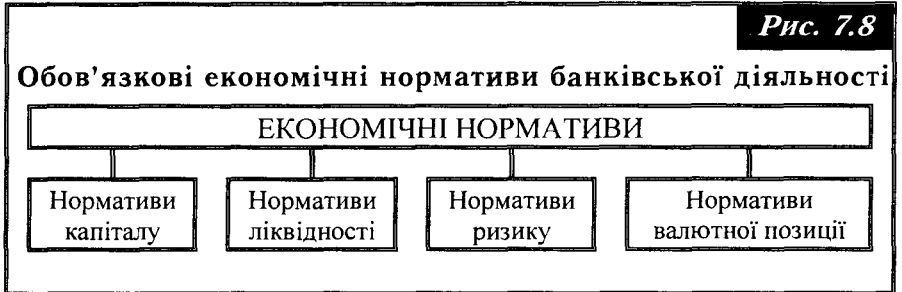 Рис. 7.8
Обов’язкові економічні нормативи банківської діяльності
ЕКОНОМІЧНІ НОРМАТИВИ
Нормативи
капіталу
Нормативи
ліквідності
Нормативи
ризику
Нормативи
валютної позиції